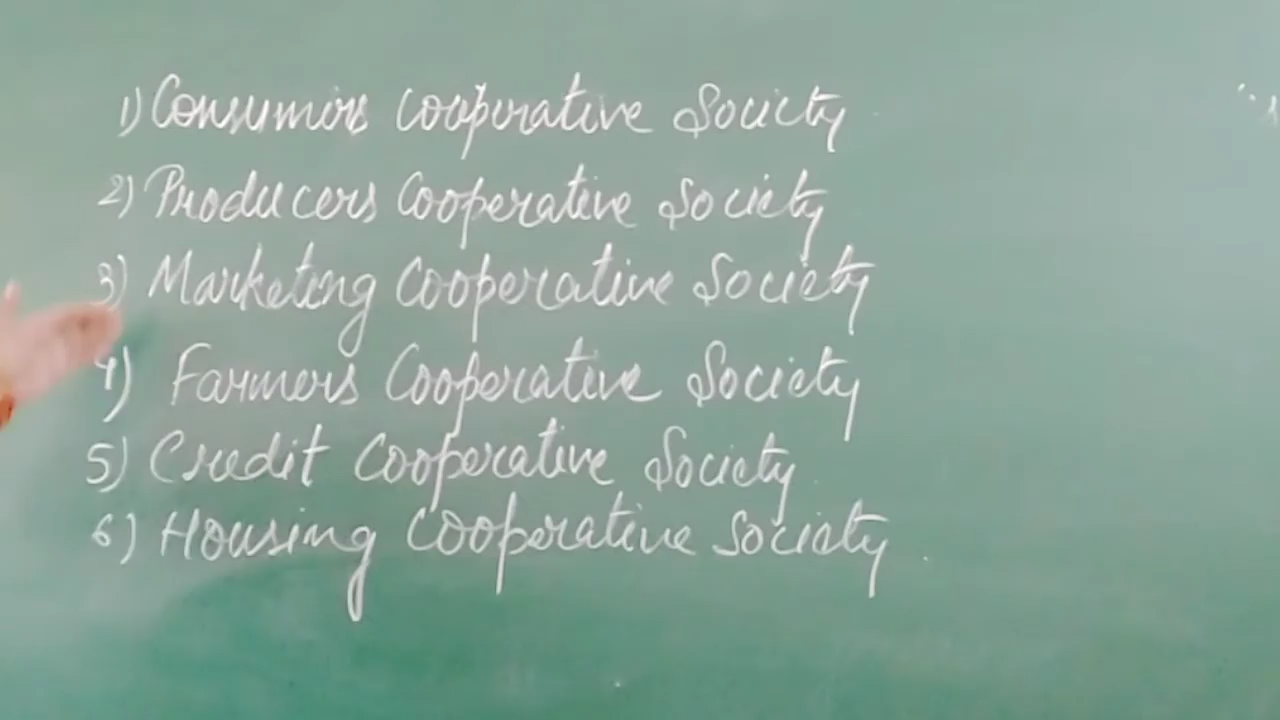 1) Consumers Cooperative Society
2) Producers Cooperative Society
3) Marketing Cooperative Society
4) Farmers Cooperative Society
5) Credit Cooperative Society
6) Housing Cooperative Society